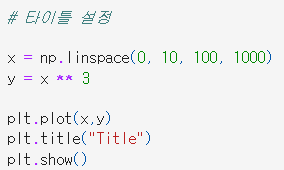 # 타이틀 설정
x = np.linspace(0, 10, 100, 1000)
y = x ** 3
plt.plot(x,y)
plt.title("Title")
plt.show()